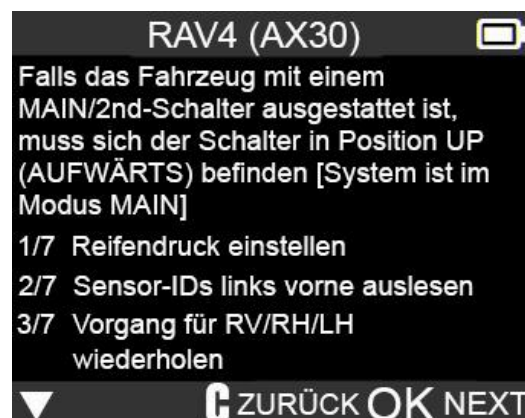 RAV4 (AX30)
Falls das Fahrzeug mit einem
MAIN/2nd-Schalter ausgestattet ist,
muss sich der Schalter in Position UP
(AUFWÄRTS) befinden [System ist im
Modus MAIN]
1/7 Reifendruck einstellen
2/7 Sensor-IDs links vorne auslesen
3/7 Vorgang für RV/RH/LH
wiederholen
C ZURÜCK OK NEXT